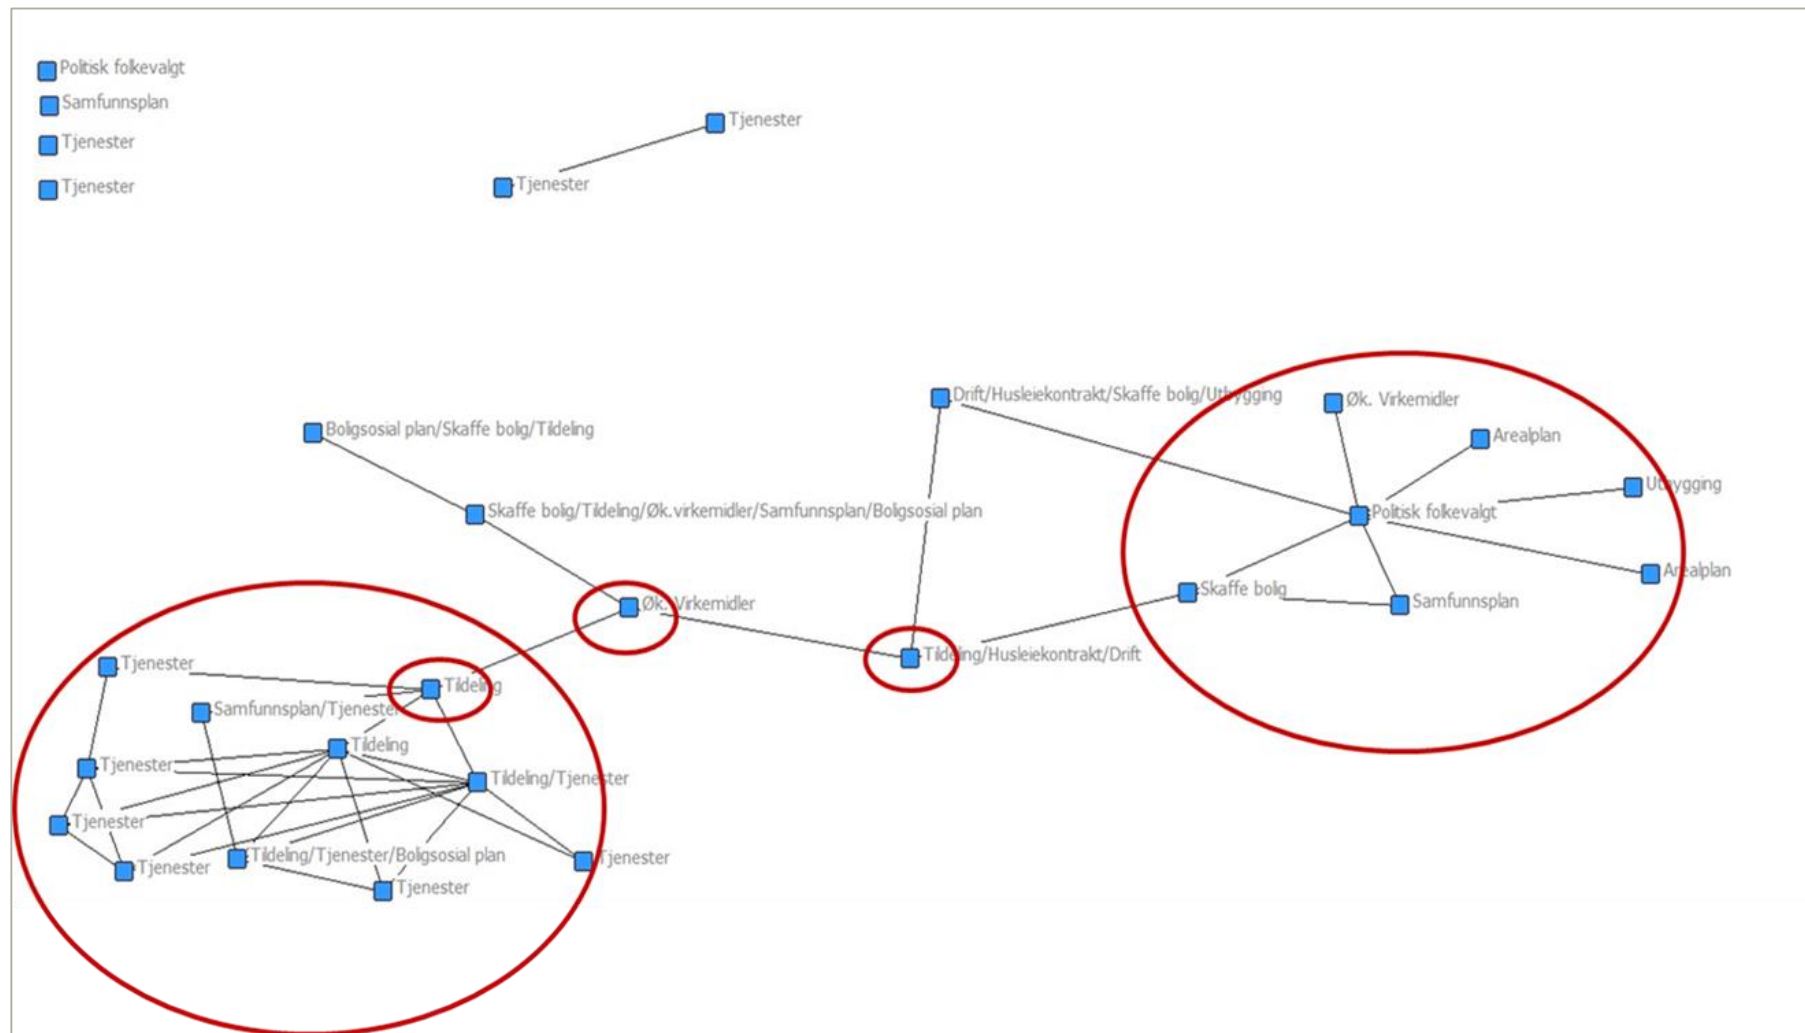 Politisk folkevalgt
Samfunnsplan
Tjenester
Tjenester
Tjenester
Tjenester
Drift/Husleiekontrakt/Skaffe bolig/Utbygging
Øk. Virkemidler
Boligsosial plan/Skaffe bolig/Tildeling
Arealplan
Utbygging
Skaffe bolig/Tildeling/Øk.virkemidler/Samfunnsplan/Boligsosial plan
Politisk folkevalgt
Arealplan
Skaffe bolig
Samfunnsplan
Øk. Virkemidler
Tildeling/Husleiekontrakt/Drift
Tjenester
Tildeling
Samfunnsplan/Tjenester
Tildeling
Tjenester
Tildeling/Tjenester
Tjenester
Tildeling/Tjenester/Boligsosial plan
Tjenester
Tjenester
Tjenester